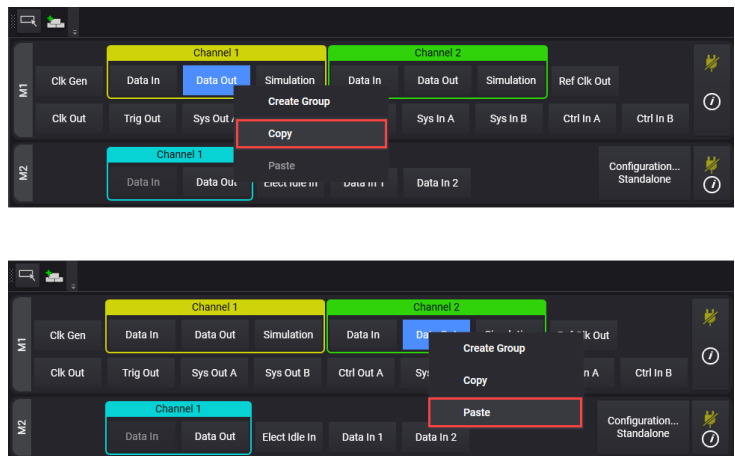 Channel 1 Channel 2
M1
Clk Gen Data In Data Out Simulation Data In Data Out Simulation Ref Clk Out
Clk Out Trig Out Sys Out Sys In A Sys In B Ctrl In A Ctrl In B
Create Group
Copy
Paste
M2
Channel 1
Data In Data Out Elect Idle In Data In 1 Data In 2
Configuration...
Standalone
Channel 1 Channel 2
M1
Clk Gen Data In Data Out Simulation Data In Clk Out
Clk Out Trig Out Sys Out A Sys Out B Ctrl Out A Sys n A Ctrl In B
Create Group
Copy
Paste
M2
Channel 1
Data In Data Out Elect Idle In Data In 1 Data In 2
Configuration...
Standalone